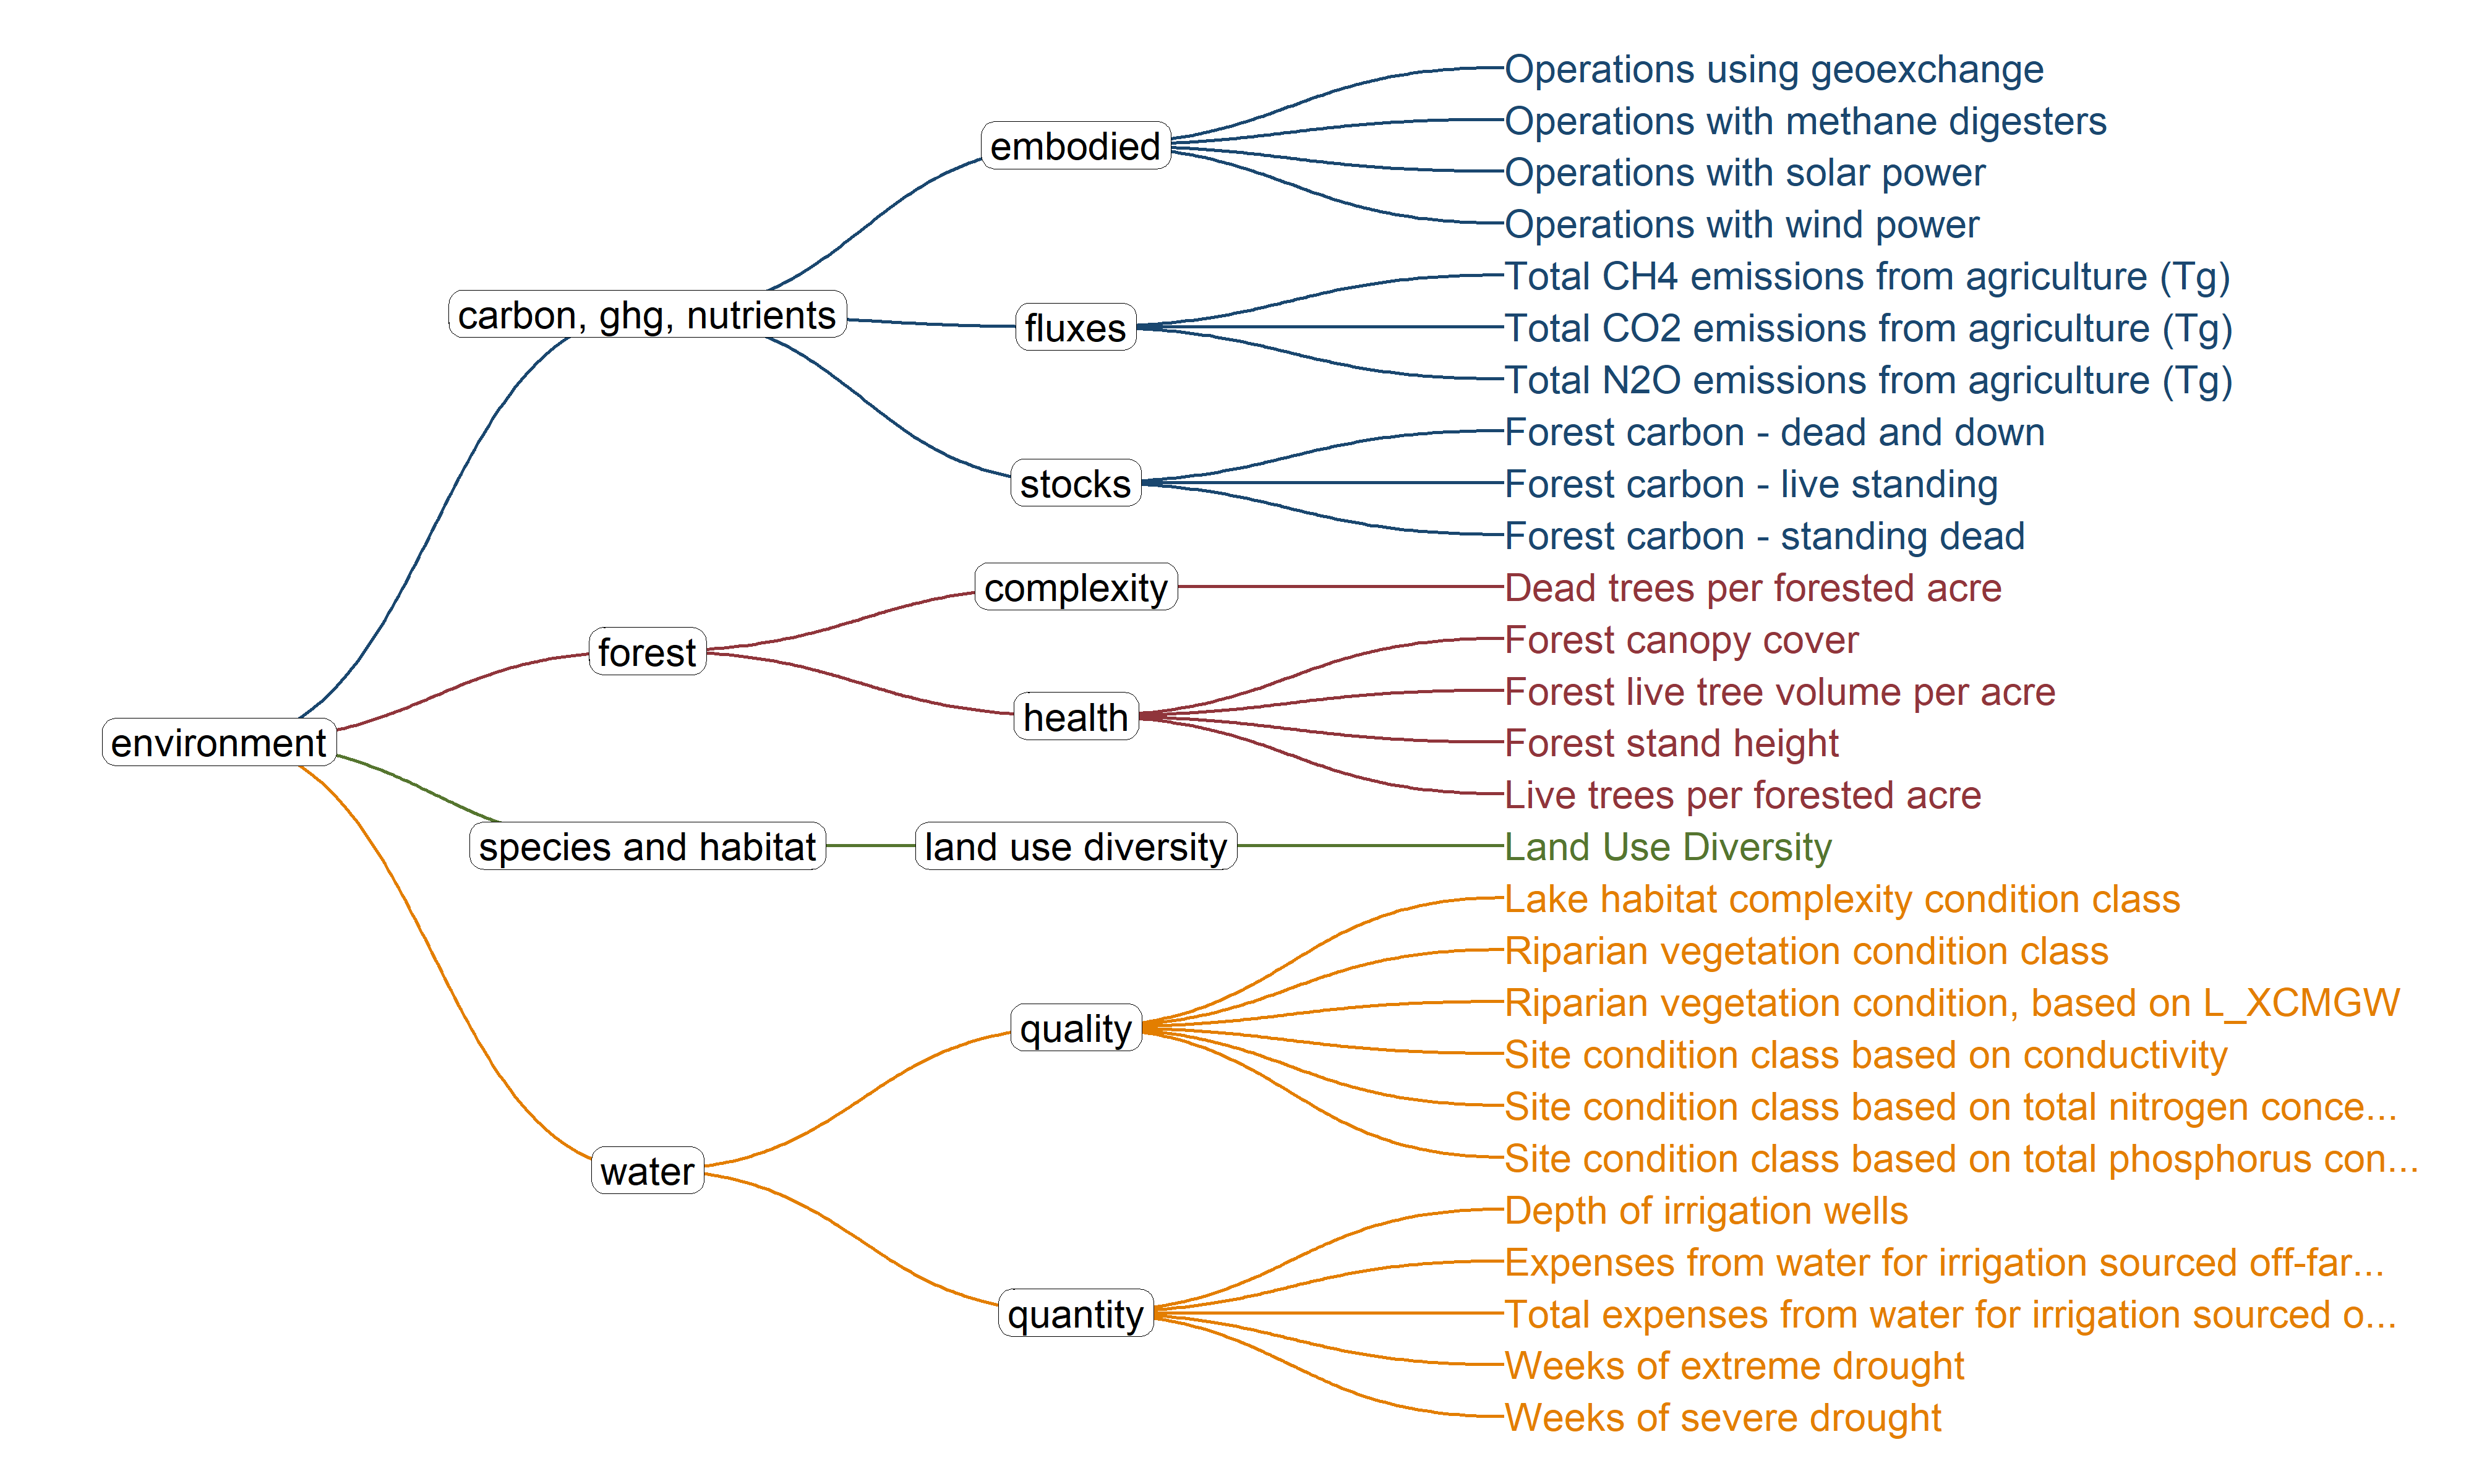 environment
carbon, ghg, nutrients
embodied
Operations using geoexchange
Operations with methane digesters
Operations with solar power
Operations with wind power
fluxes
Total CH4 emissions from agriculture (Tg)
Total CO2 emissions from agriculture (Tg)
Total N2O emissions from agriculture (Tg)
stocks
Forest carbon - dead and down
Forest carbon - live standing
Forest carbon - standing dead
forest
complexity
Dead trees per forested acre
health
Forest canopy cover
Forest live tree volume per acre
Forest stand height
Live trees per forested acre
species and habitat
land use diversity
Land Use Diversity
water
quality
Lake habitat complexity condition class
Riparian vegetation condition class
Riparian vegetation condition, based on L_XCMGW
Site condition class based on conductivity
Site condition class based on total nitrogen conce...
Site condition class based on total phosphorus con...
quantity
Depth of irrigation wells
Expenses from water for irrigation sourced off-far...
Total expenses from water for irrigation sourced o...
Weeks of extreme drought
Weeks of severe drought